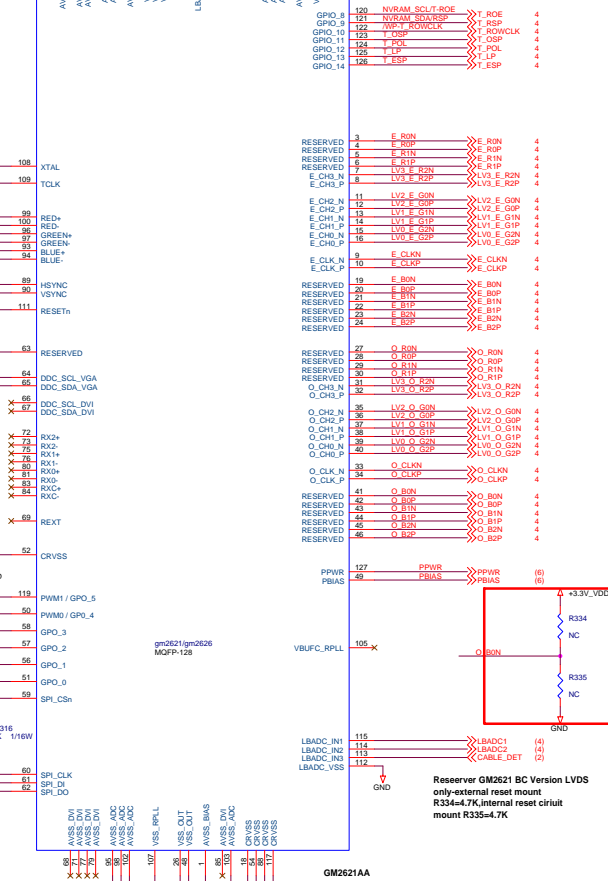 GPIO_8 120 NVRAM_SCL/T-ROE T_ROE 4
GPIO_9 121 NVRAM_SDA/RSP T_RSP 4
GPIO_10 122 /WP-T_ROWCLK T_ROWCLK 4
GPIO_11 123 T_OSP T_OSP 4
GPIO_12 124 T_POL T_POL 4
GPIO_13 125 T_LP T_LP 4
GPIO_14 126 T_ESP T_ESP 4
RESERVED 3 E_R0N E_R0N 4
RESERVED 4 E_R0P E_R0P 4
RESERVED 5 E_R1N E_R1N 4
RESERVED 6 E_R1P E_R1P 4
E_CH3_N 7 LV3_E_R2N LV3_E_R2N 4
E_CH3_P 8 LV3_E_R2P LV3_E_R2P 4
E_CH2_N 11 LV2_E_G0N LV2_E_G0N 4
E_CH2_P 12 LV2_E_G0P LV2_E_G0P 4
E_CH1_N 13 LV1_E_G1N LV1_E_G1N 4
E_CH1_P 14 LV1_E_G1P LV1_E_G1P 4
E_CH0_N 15 LV0_E_G2N LV0_E_G2N 4
E_CH0_P 16 LV0_E_G2P LV0_E_G2P 4
E_CLK_N 9 E_CLKN E_CLKN 4
E_CLK_P 10 E_CLKP E_CLKP 4
RESERVED 19 E_B0N E_B0N 4
RESERVED 20 E_B0P E_B0P 4
RESERVED 21 E_B1N E_B1N 4
RESERVED 22 E_B1P E_B1P 4
RESERVED 23 E_B2N E_B2N 4
RESERVED 24 E_B2P E_B2P 4
RESERVED 27 O_R0N O_R0N 4
RESERVED 28 O_R0P O_R0P 4
RESERVED 29 O_R1N O_R1N 4
RESERVED 30 O_R1P O_R1P 4
O_CH3_N 31 LV3_O_R2N LV3_O_R2N 4
O_CH3_P 32 LV3_O_R2P LV3_O_R2P 4
O_CH2_N 35 LV2_O_G0N LV2_O_G0N 4
O_CH2_P 36 LV2_O_G0P LV2_O_G0P 4
O_CH1_N 37 LV1_O_G1N LV1_O_G1N 4
O_CH1_P 38 LV1_O_G1P LV1_O_G1P 4
O_CH0_N 39 LV0_O_G2N LV0_O_G2N 4
O_CH0_P 40 LV0_O_G2P LV0_O_G2P 4
O_CLK_N 33 O_CLKN O_CLKN 4
O_CLK_P 34 O_CLKP O_CLKP 4
RESERVED 41 O_B0N O_B0N 4
RESERVED 42 O_B0P O_B0P 4
RESERVED 43 O_B1N O_B1N 4
RESERVED 44 O_B1P O_B1P 4
RESERVED 45 O_B2N O_B2N 4
RESERVED 46 O_B2P O_B2P 4
PPWR 127 PPWR PPWR (6)
PBIAS 49 PBIAS PBIAS (6)
VBUFC_RPLL 105
LBADC_IN1 115 LBADC1 (4)
LBADC_IN2 114 LBADC2 (4)
LBADC_IN3 113 CABLE_DET (2)
LBADC_VSS 112
GND
108 XTAL
109 TCLK
99 RED+
100 RED-
96 GREEN+
97 GREEN-
93 BLUE+
94 BLUE-
89 HSYNC
90 VSYNC
111 RESETn
63 RESERVED
64 DDC_SCL_VGA
65 DDC_SDA_VGA
66 DDC_SCL_DVI
67 DDC_SDA_DVI
72 RX2+
73 RX2-
75 RX1+
76 RX1-
80 RX0+
81 RX0-
83 RXC+
84 RXC-
69 REXT
52 CRVSS
119 PWM1 / GPO_5
50 PWM0 / GP0_4
58 GPO_3
57 GPO_2
56 GPO_1
51 GPO_0
59 SPI_CSn
60 SPI_CLK
61 SPI_DI
62 SPI_DO
316
1/16W
gm2621/gm2626
MQFP-128
+3.3V_VDD
R334
NC
O_B0N
R335
NC
GND
Reseerver GM2621 BC Version LVDS
only-external reset mount
R334=4.7K,internal reset ciriuit
mount R335=4.7K
AVSS_DVI 68
AVSS_DVI 71
AVSS_DVI 77
AVSS_DVI 79
AVSS_ADC 95
AVSS_ADC 98
AVSS_ADC 102
VSS_RPLL 107
VSS_OUT 26
VSS_OUT 48
AVSS_BIAS 1
AVSS_DVI 85
AVSS_ADC 103
CRVSS 18
CRVSS 54
CRVSS 88
CRVSS 117
GM2621AA